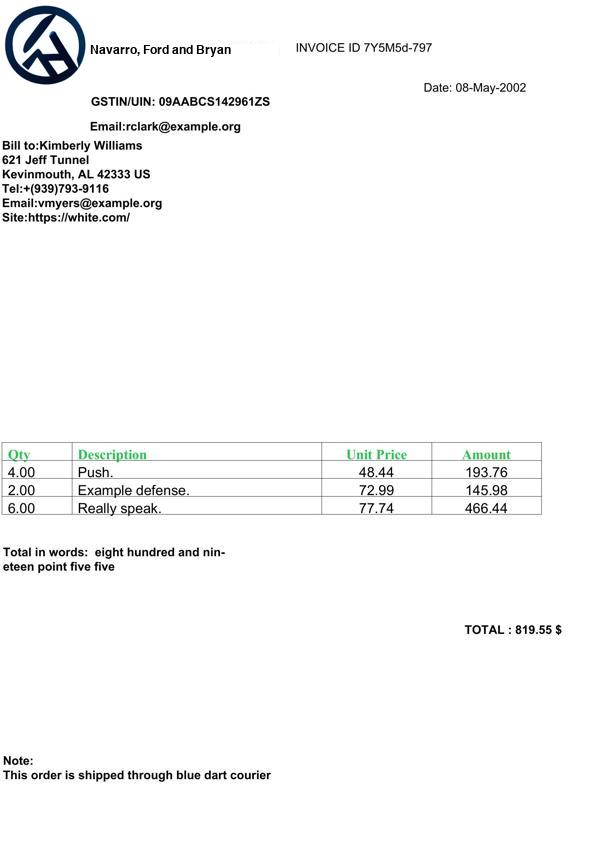 Navarro, Ford and Bryan
INVOICE ID 7Y5M5d-797
Date: 08-May-2002
GSTIN/UIN: 09AABCS142961ZS
Email:rclark@example.org
Bill to:Kimberly Williams
621 Jeff Tunnel
Kevinmouth, AL 42333 US
Tel:+(939)793-9116
Email:vmyers@example.org
Site:https://white.com/
Qty Description Unit Price Amount
4.00 Push. 48.44 193.76
2.00 Example defense. 72.99 145.98
6.00 Really speak. 77.74 466.44
Total in words:  eight hundred and nin-
eteen point five five
TOTAL : 819.55 $
Note:
This order is shipped through blue dart courier